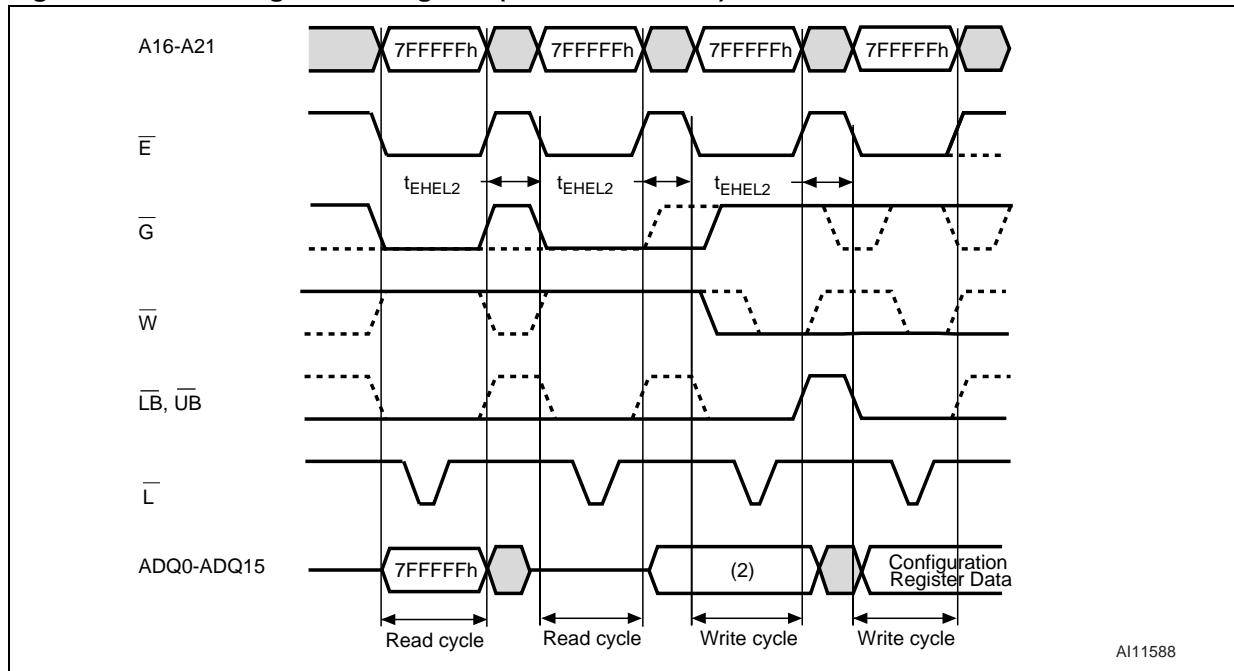 A16-A21 7FFFFFh 7FFFFFh 7FFFFFh 7FFFFFh
E
tEHEL2 tEHEL2 tEHEL2
G
W
LB, UB
L
ADQ0-ADQ15 7FFFFFh (2) Configuration
Register Data
Read cycle Read cycle Write cycle Write cycle
AI11588